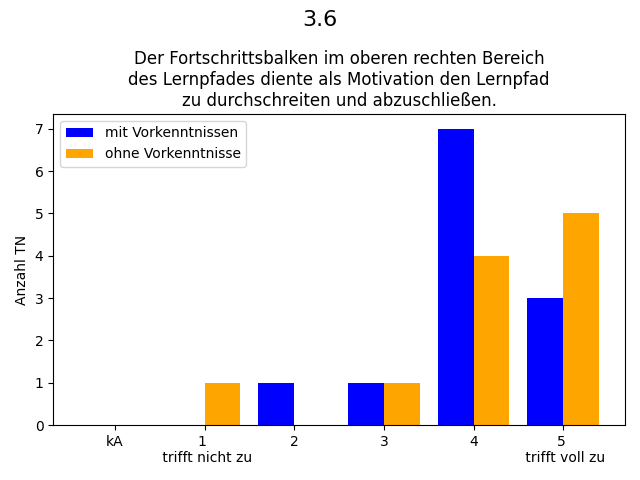 3.6
Der Fortschrittsbalken im oberen rechten Bereich
des Lernpfades diente als Motivation den Lernpfad
zu durchschreiten und abzuschließen.
mit Vorkenntnissen
ohne Vorkenntnisse
Anzahl TN
7
6
5
4
3
2
1
0
kA 1 2 3 4 5
trifft nicht zu trifft voll zu